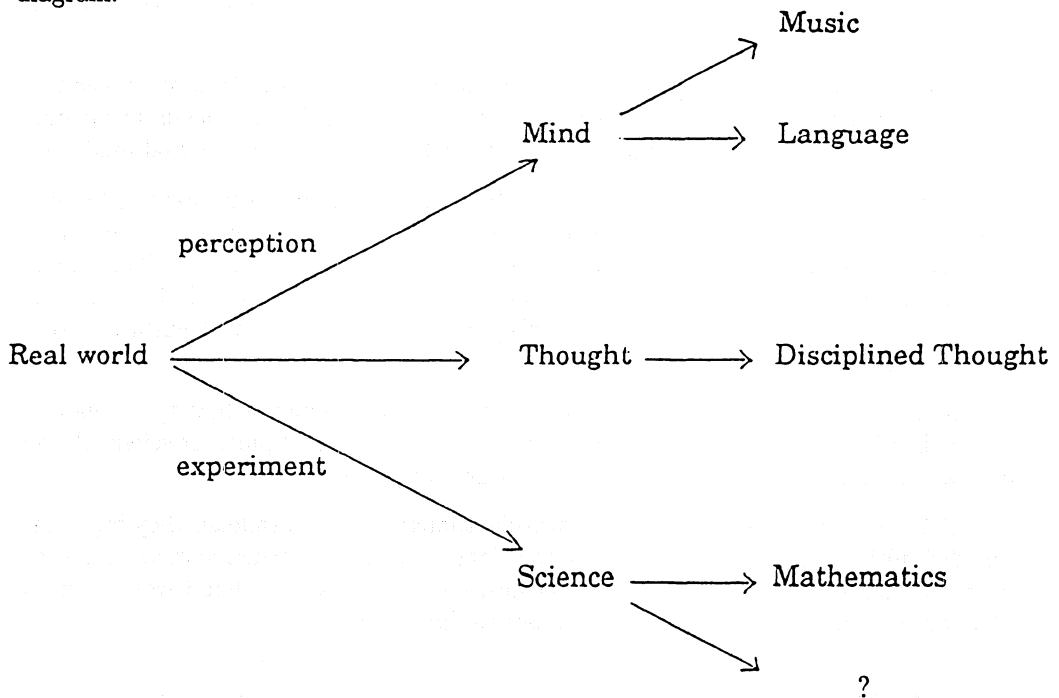 diagram.
Music
Mind
Language
perception
Real world
Thought
Disciplined Thought
experiment
Science
Mathematics
?